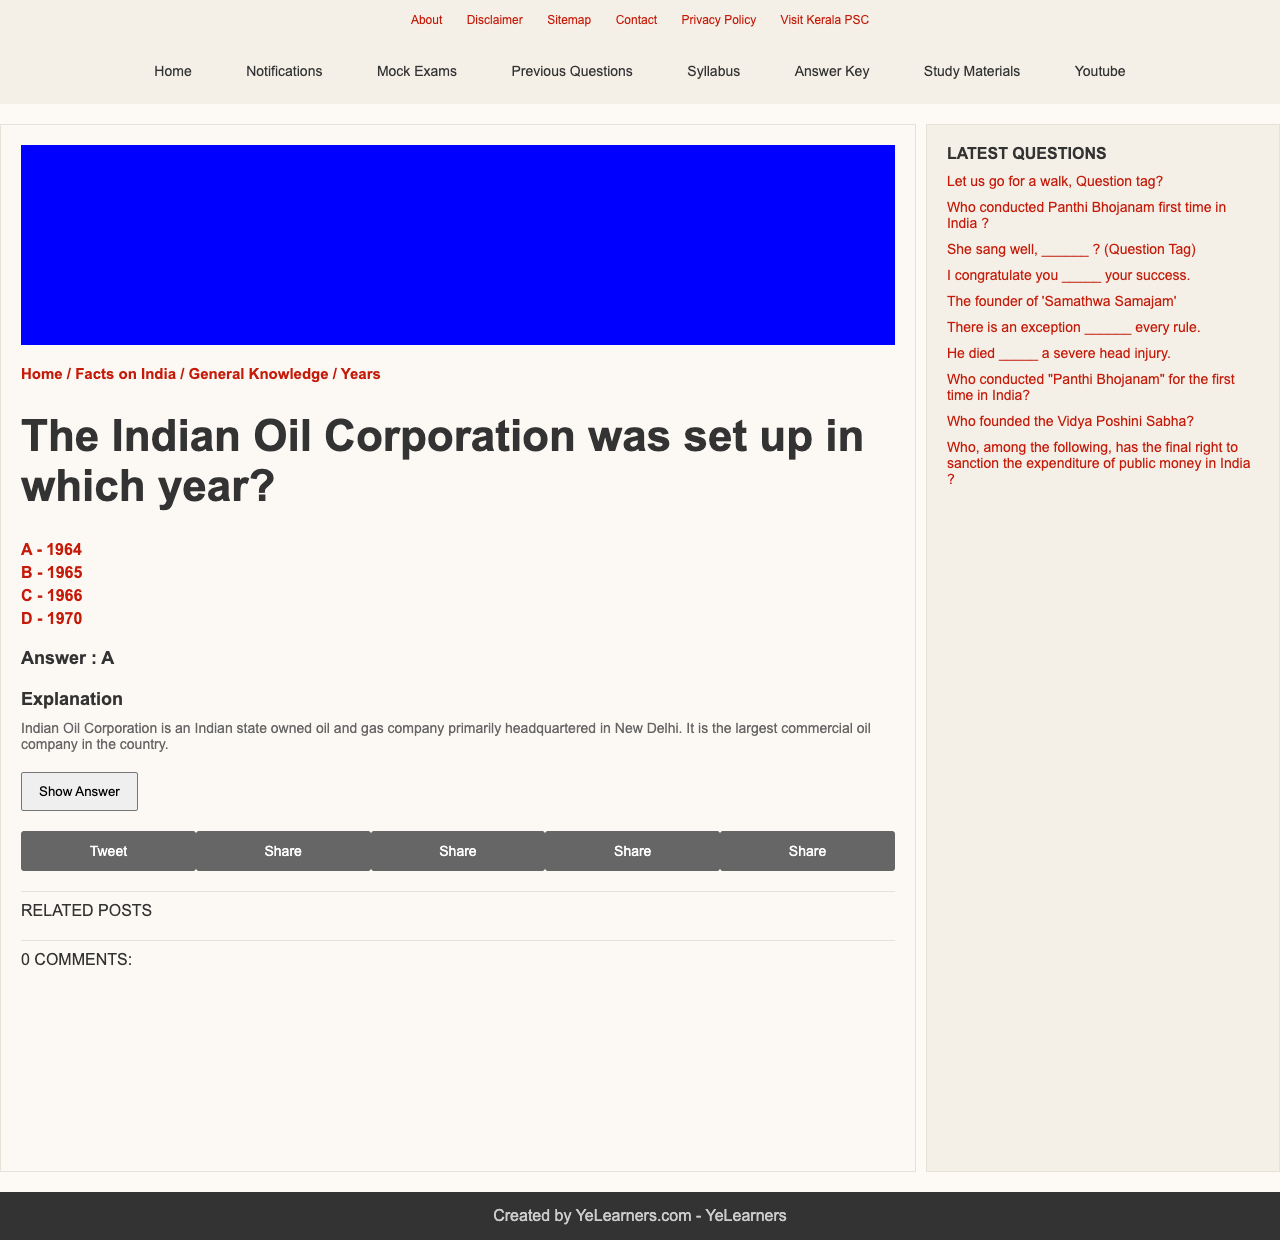 About Disclaimer Sitemap Contact Privacy Policy Visit Kerala PSC
Home Notifications Mock Exams Previous Questions Syllabus Answer Key Study Materials Youtube
Home / Facts on India / General Knowledge / Years
The Indian Oil Corporation was set up in
which year?
A - 1964
B - 1965
C - 1966
D - 1970
Answer : A
Explanation
Indian Oil Corporation is an Indian state owned oil and gas company primarily headquartered in New Delhi. It is the largest commercial oil
company in the country.
Show Answer
Tweet Share Share Share Share
RELATED POSTS
0 COMMENTS:
LATEST QUESTIONS
Let us go for a walk, Question tag?
Who conducted Panthi Bhojanam first time in
India ?
She sang well, ______ ? (Question Tag)
I congratulate you _____ your success.
The founder of 'Samathwa Samajam'
There is an exception ______ every rule.
He died _____ a severe head injury.
Who conducted "Panthi Bhojanam" for the first
time in India?
Who founded the Vidya Poshini Sabha?
Who, among the following, has the final right to
sanction the expenditure of public money in India
?
Created by YeLearners.com - YeLearners